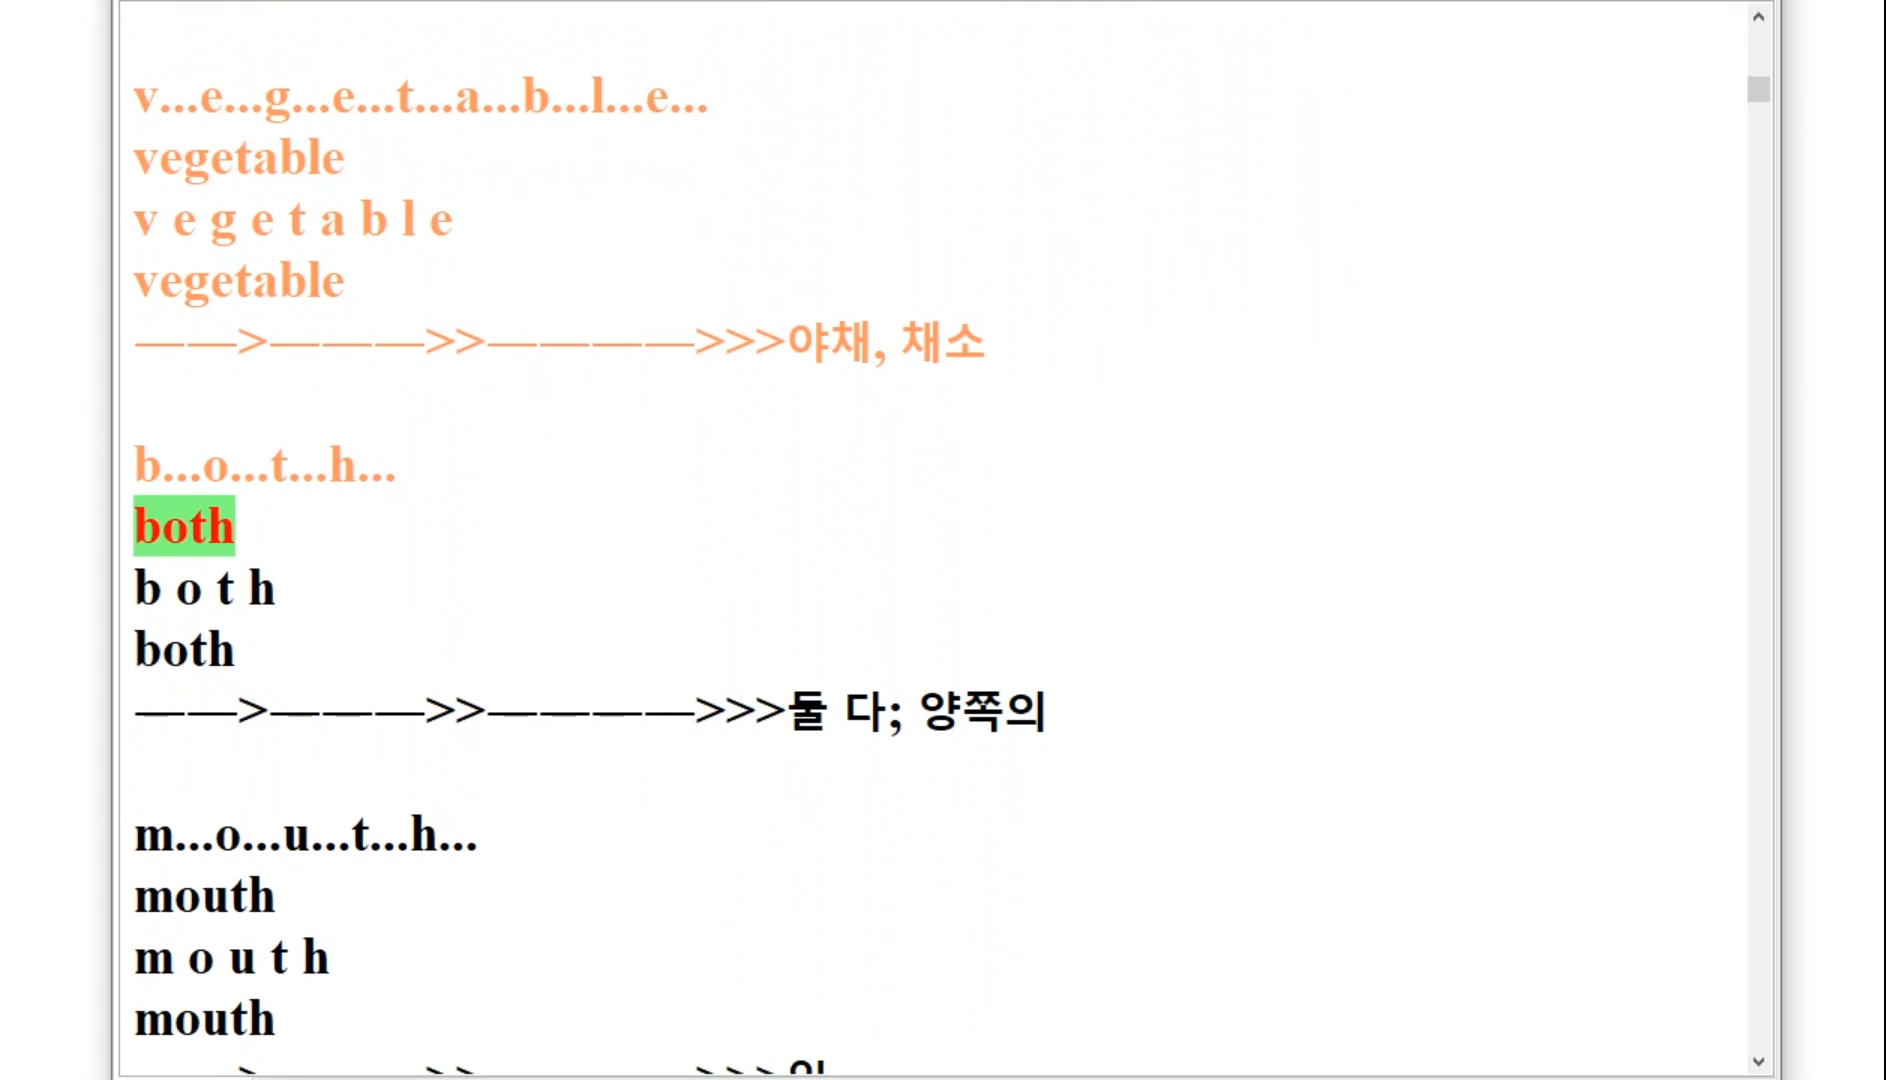 v...e...g...e...t...a...b...l...e...
vegetable
v e g e t a b l e
vegetable
——>———>>————>>>야채, 채소
b...o...t...h...
both
b o t h
both
——>———>>————>>>둘 다; 양쪽의
m...o...u...t...h...
mouth
m o u t h
mouth